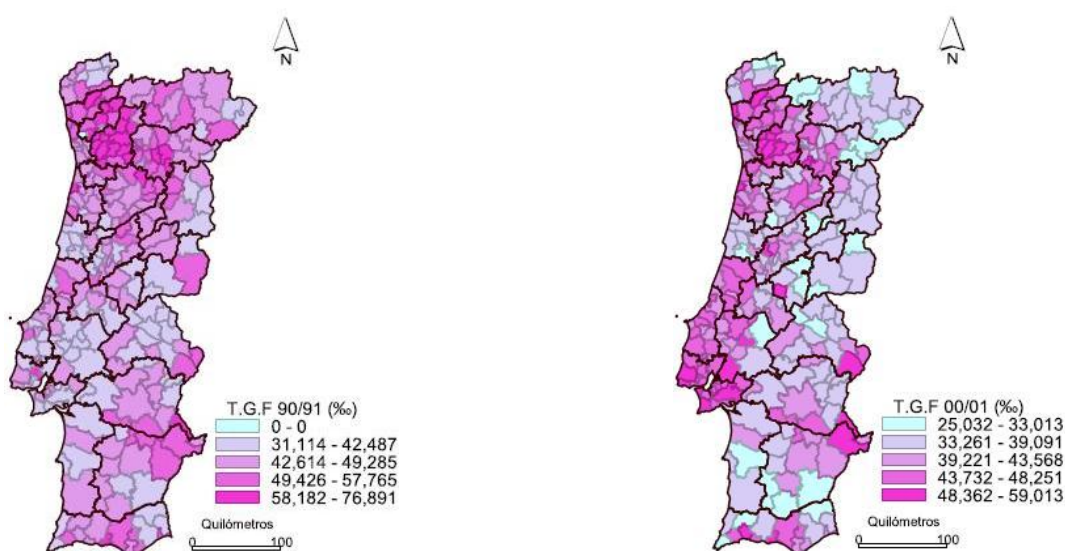 N
T.G.F 90/91 (‰)
0 - 0
31,114 - 42,487
42,614 - 49,285
49,426 - 57,765
58,182 - 76,891
Quilómetros
0 100
N
T.G.F 00/01 (‰)
25,032 - 33,013
33,261 - 39,091
39,221 - 43,568
43,732 - 48,251
48,362 - 59,013
Quilómetros
0 100